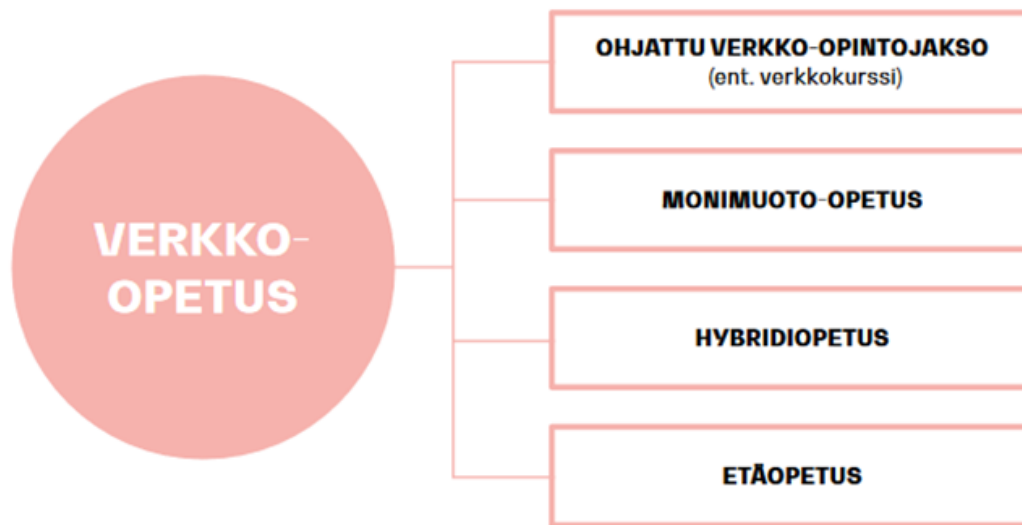 VERKKO-
OPETUS
OHJATTU VERKKO-OPINTOJAKSO
(ent. verkkokurssi)
MONIMUOTO-OPETUS
HYBRIDIOPETUS
ETÄOPETUS